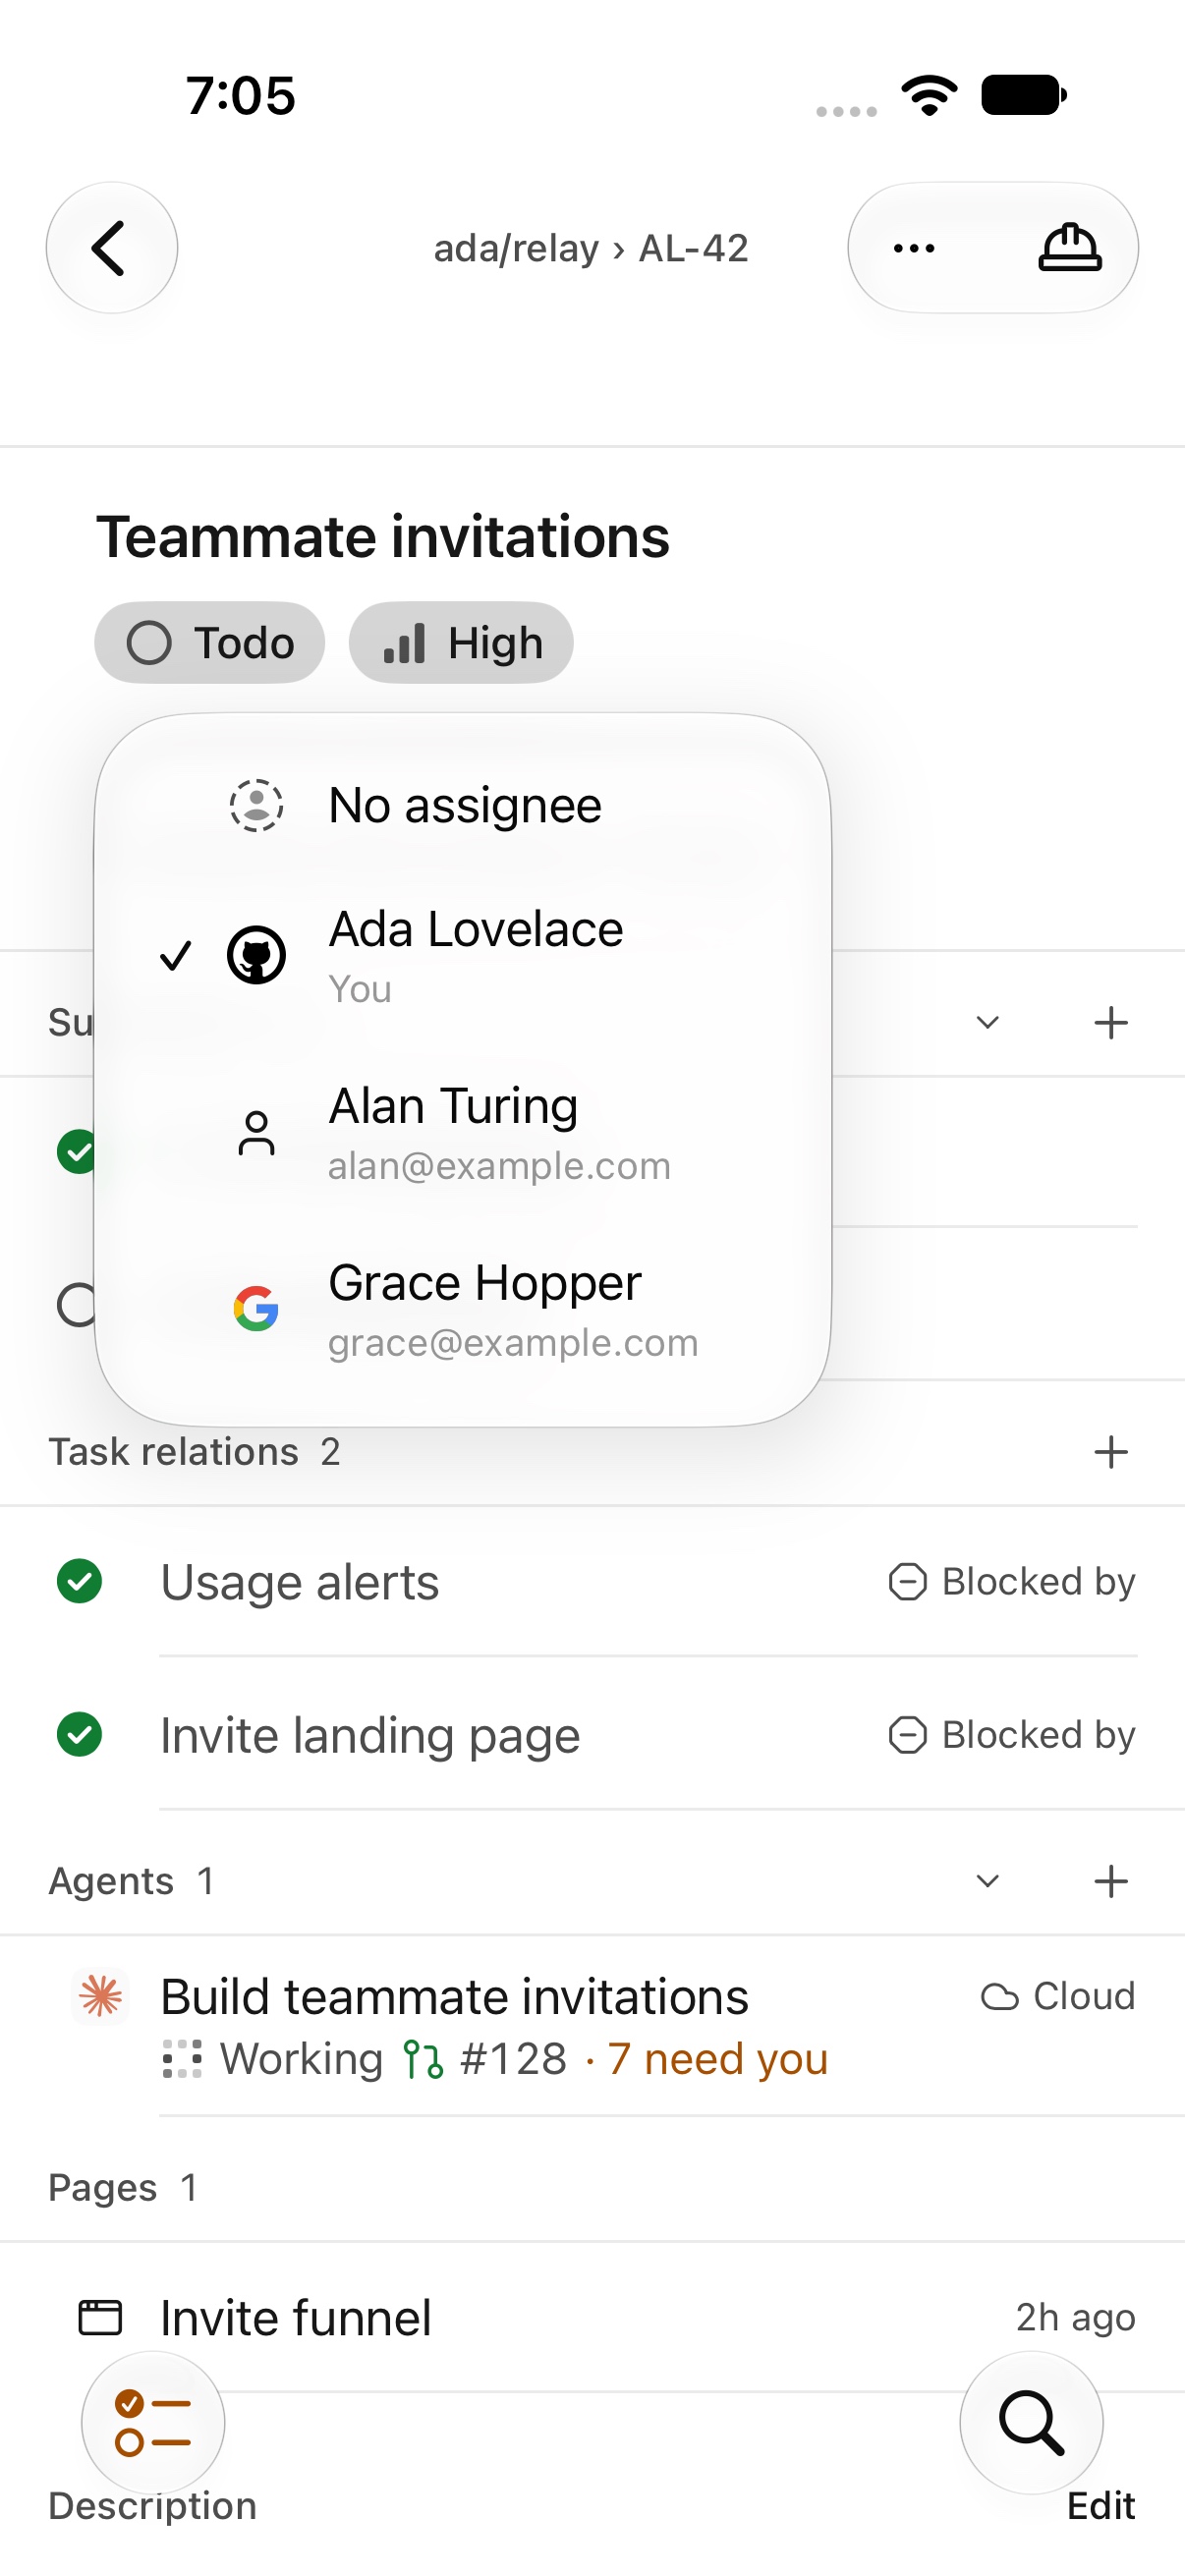 7:05
ada/relay › AL-42
Teammate invitations
Todo
High
No assignee
Ada Lovelace
You
Alan Turing
alan@example.com
Grace Hopper
grace@example.com
Su
Task relations 2
Usage alerts
Blocked by
Invite landing page
Blocked by
Agents 1
Build teammate invitations
Cloud
Working #128 · 7 need you
Pages 1
Invite funnel
2h ago
Description
Edit